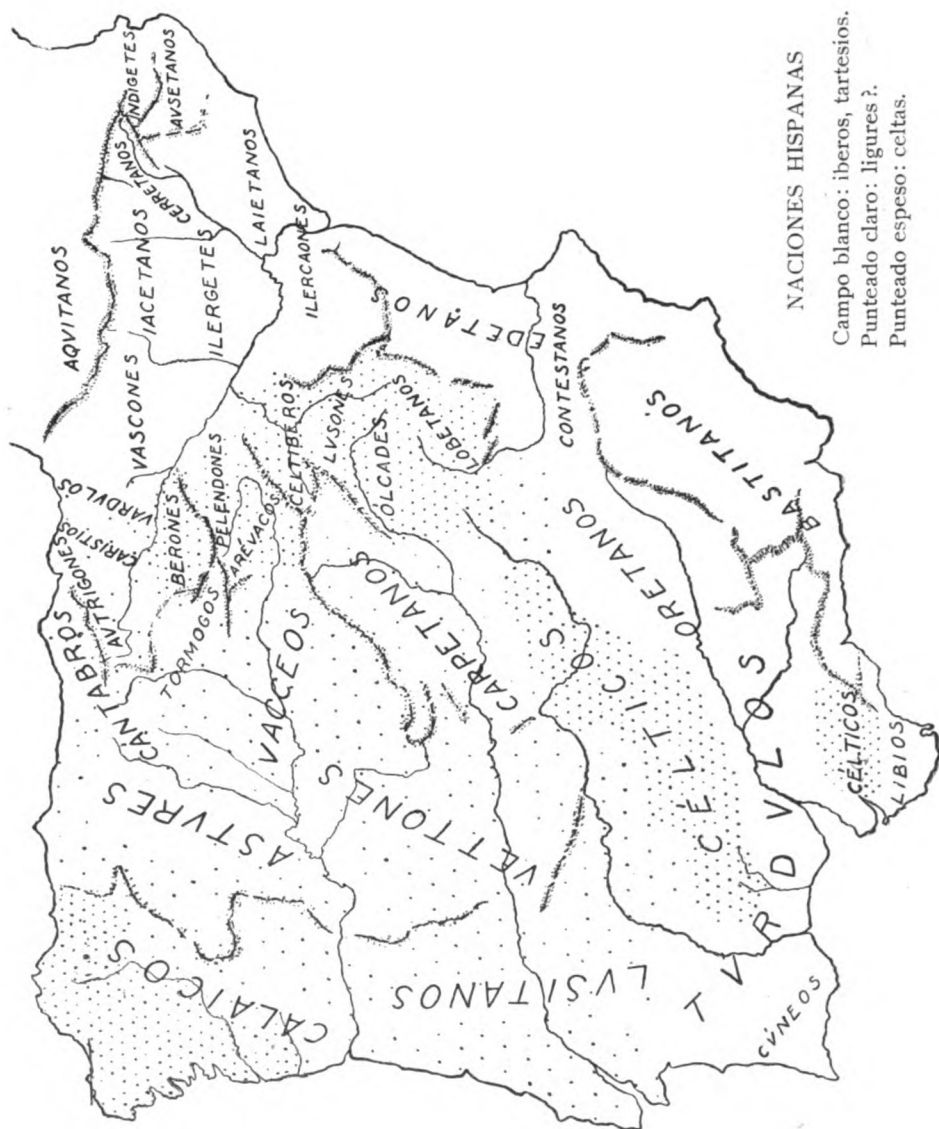 NACIONES HISPANAS
Campo blanco: iberos, tartesios.
Punteado claro: ligures ?.
Punteado espeso: celtas.
AQVITANOS
CALAICOS
ASTVRES
CANTABROS
AVTRIGONES
CARISTIOS
VARDVLOS
VASCONES
IACETANOS
CERRETANOS
INDIGETES
AVSETANOS
LAIETANOS
ILERGETES
ILERCAONES
BERONES
PELENDONES
TORMOGOS
AREVACOS
VACCEOS
CELTIBEROS
LVSONES
OLCADES
LOBETANOS
EDETANOS
LVSITANOS
VETTONES
CARPETANOS
CONTESTANOS
CELTICOS
ORETANOS
BASTITANOS
CVNEOS
TVRDVLOS
CELTICOS
LIBIOS